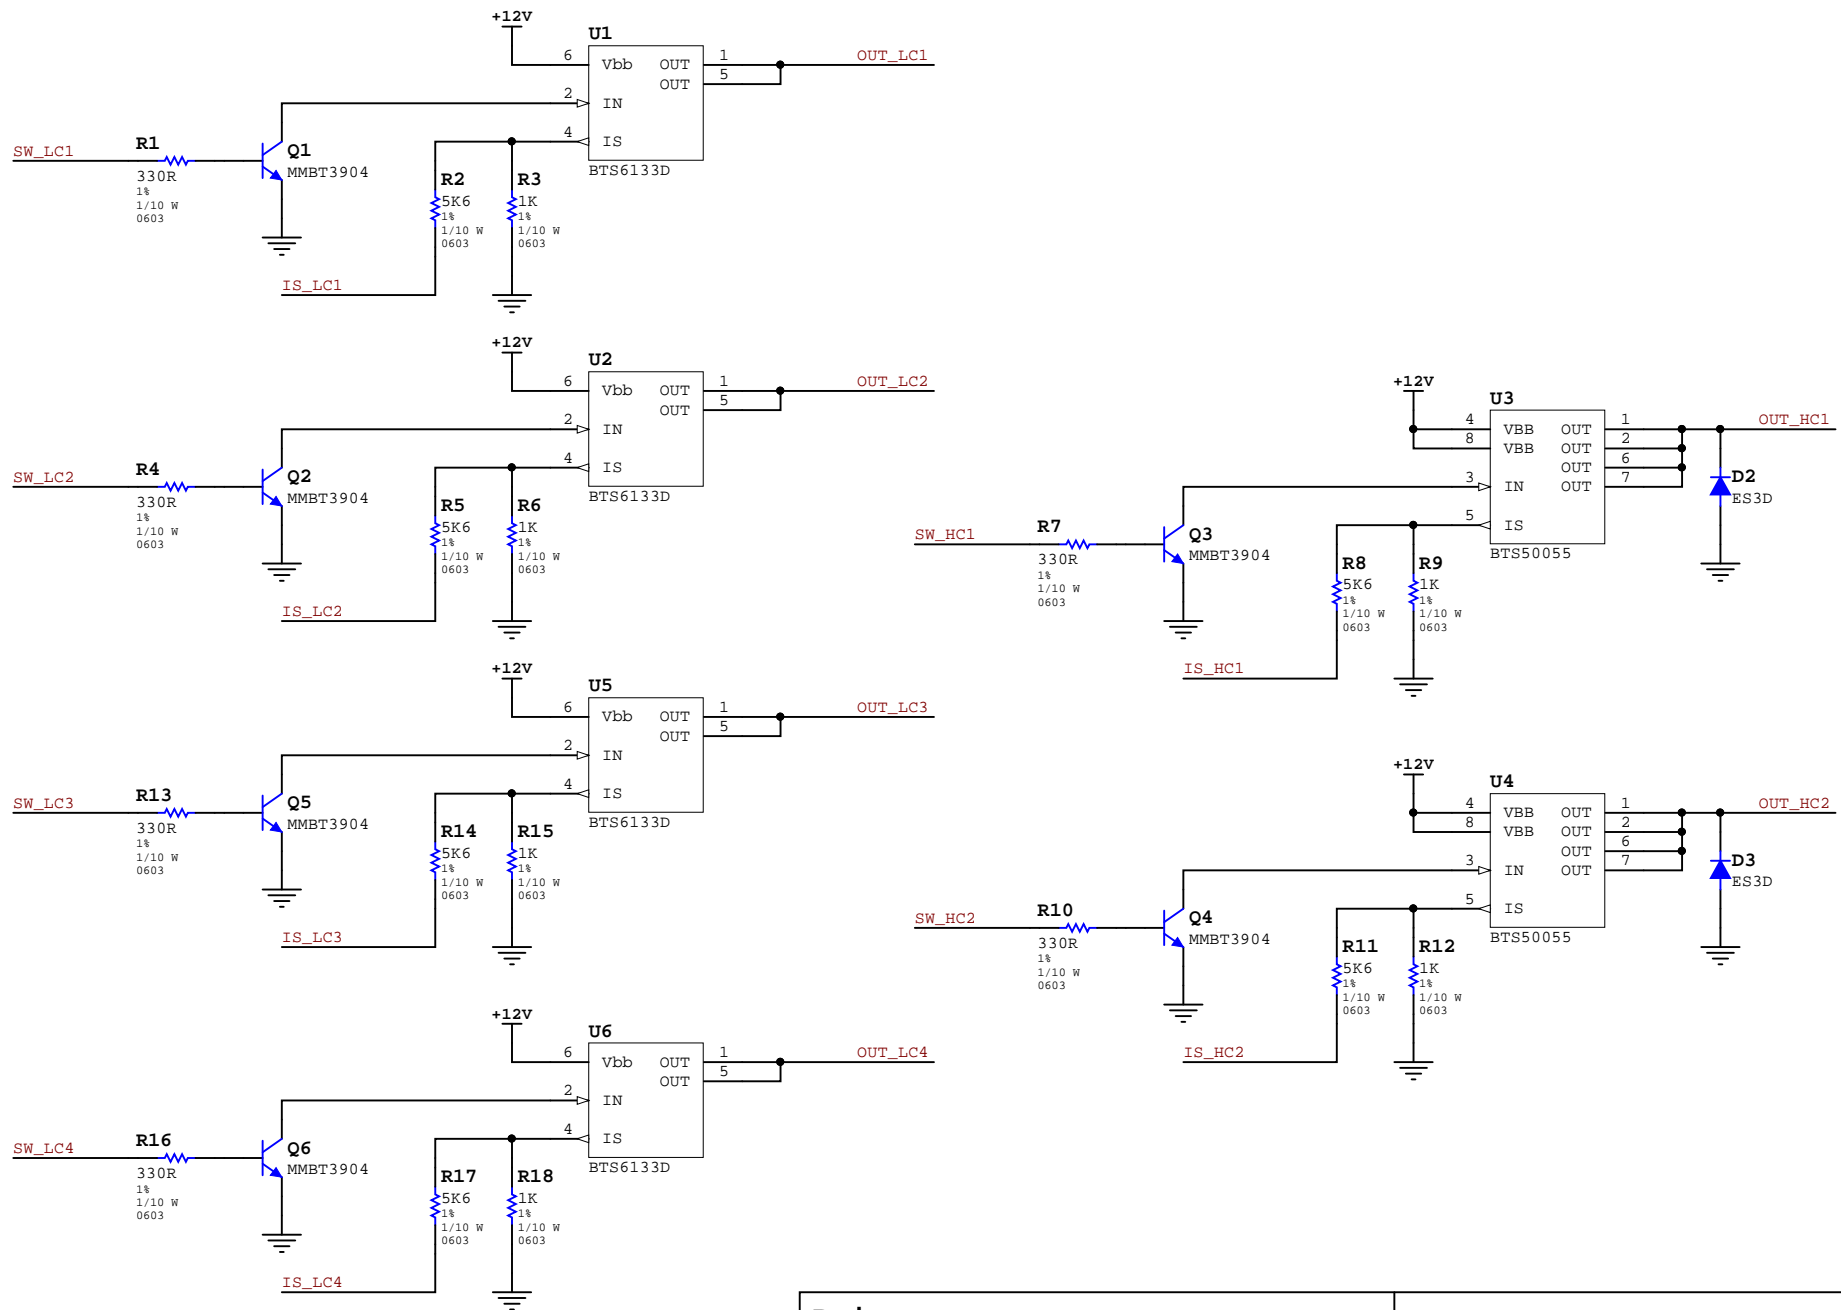 +12V
U1
6
Vbb
OUT
1
OUT_LC1
OUT
5
2
IN
4
IS
BTS6133D
SW_LC1
R1
330R
1%
1/10 W
0603
Q1
MMBT3904
R2
5K6
1%
1/10 W
0603
R3
1K
1%
1/10 W
0603
IS_LC1
+12V
U2
6
Vbb
OUT
1
OUT_LC2
OUT
5
2
IN
4
IS
BTS6133D
SW_LC2
R4
330R
1%
1/10 W
0603
Q2
MMBT3904
R5
5K6
1%
1/10 W
0603
R6
1K
1%
1/10 W
0603
IS_LC2
+12V
U3
4
VBB
OUT
1
OUT_HC1
8
VBB
OUT
2
OUT
6
3
IN
OUT
7
5
IS
BTS50055
D2
ES3D
SW_HC1
R7
330R
1%
1/10 W
0603
Q3
MMBT3904
R8
5K6
1%
1/10 W
0603
R9
1K
1%
1/10 W
0603
IS_HC1
+12V
U5
6
Vbb
OUT
1
OUT_LC3
OUT
5
2
IN
4
IS
BTS6133D
SW_LC3
R13
330R
1%
1/10 W
0603
Q5
MMBT3904
R14
5K6
1%
1/10 W
0603
R15
1K
1%
1/10 W
0603
IS_LC3
+12V
U4
4
VBB
OUT
1
OUT_HC2
8
VBB
OUT
2
OUT
6
3
IN
OUT
7
5
IS
BTS50055
D3
ES3D
SW_HC2
R10
330R
1%
1/10 W
0603
Q4
MMBT3904
R11
5K6
1%
1/10 W
0603
R12
1K
1%
1/10 W
0603
IS_HC2
+12V
U6
6
Vbb
OUT
1
OUT_LC4
OUT
5
2
IN
4
IS
BTS6133D
SW_LC4
R16
330R
1%
1/10 W
0603
Q6
MMBT3904
R17
5K6
1%
1/10 W
0603
R18
1K
1%
1/10 W
0603
IS_LC4